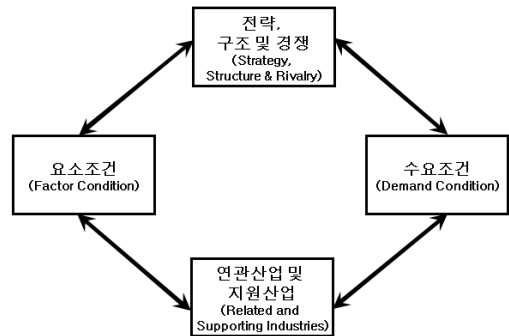 전략,
구조 및 경쟁
(Strategy,
Structure & Rivalry)
요소조건
(Factor Condition)
수요조건
(Demand Condition)
연관산업 및
지원산업
(Related and
Supporting Industries)